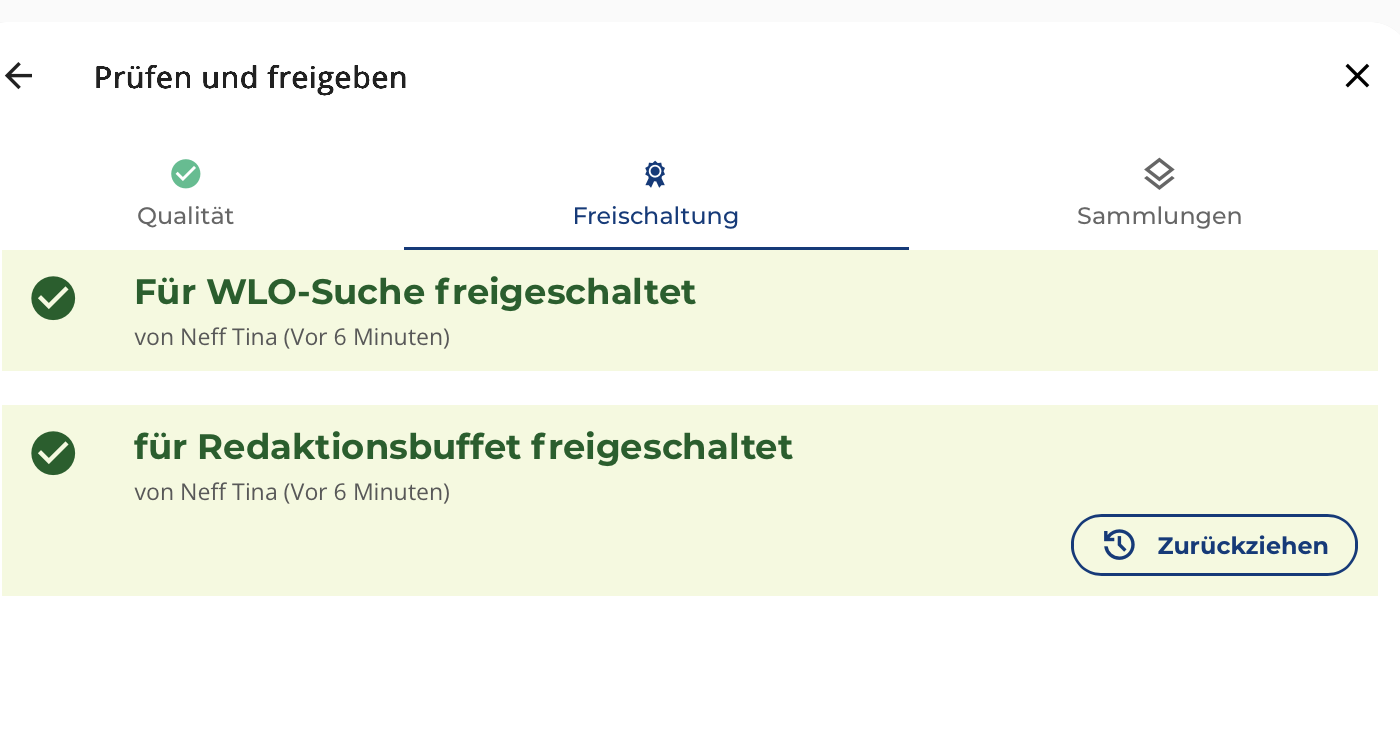 Prüfen und freigeben
Qualität
Freischaltung
Sammlungen
Für WLO-Suche freigeschaltet
von Neff Tina (Vor 6 Minuten)
für Redaktionsbuffet freigeschaltet
von Neff Tina (Vor 6 Minuten)
Zurückziehen